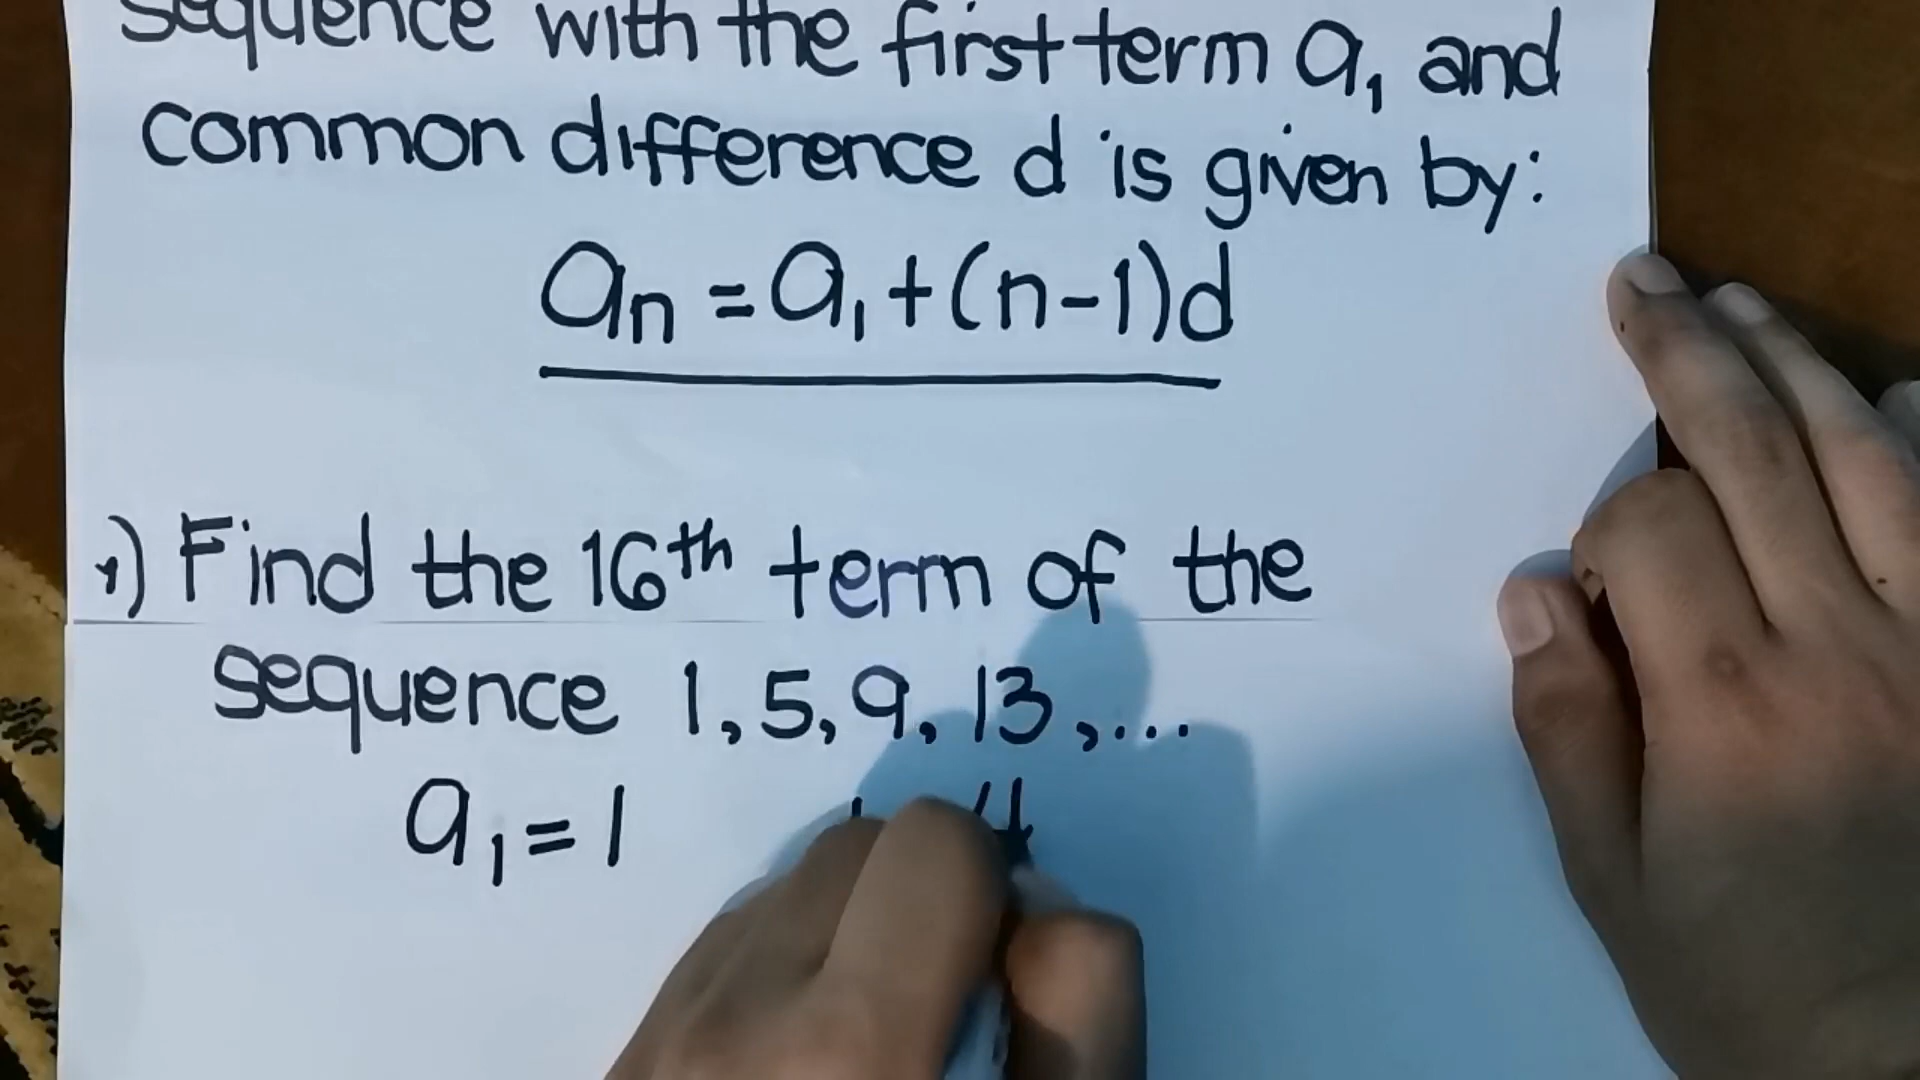 sequence with the first term a₁ and
common difference d is given by:
aₙ = a₁ + (n-1)d
1) Find the 16ᵗʰ term of the
sequence 1, 5, 9, 13, ...
a₁ = 1 4